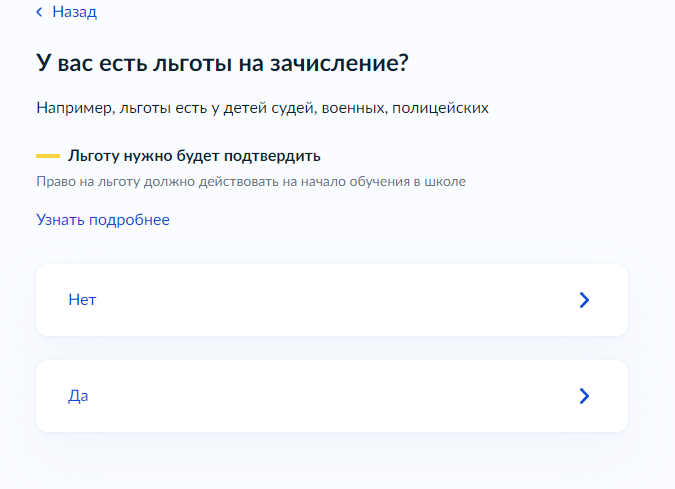 Назад
У вас есть льготы на зачисление?
Например, льготы есть у детей судей, военных, полицейских
Льготу нужно будет подтвердить
Право на льготу должно действовать на начало обучения в школе
Узнать подробнее
Нет
Да